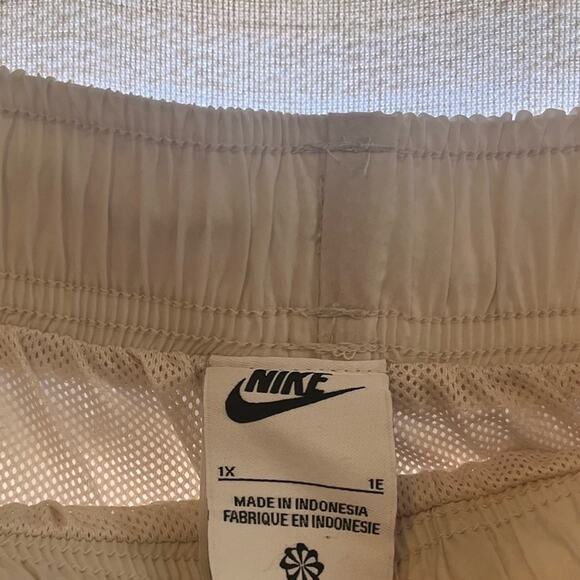 NIKE
1X 1E
MADE IN INDONESIA
FABRIQUE EN INDONESIE